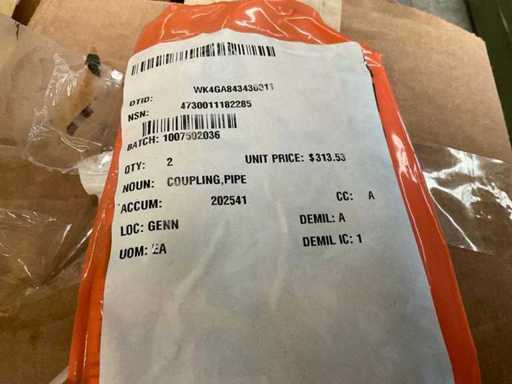 DTID: WK4GA843436011
NSN: 4730011182285
BATCH: 1007502036
QTY: 2 UNIT PRICE: $313.53
NOUN: COUPLING,PIPE
ACCUM: 202541 CC: A
LOC: GENN DEMIL: A
UOM: EA DEMIL IC: 1